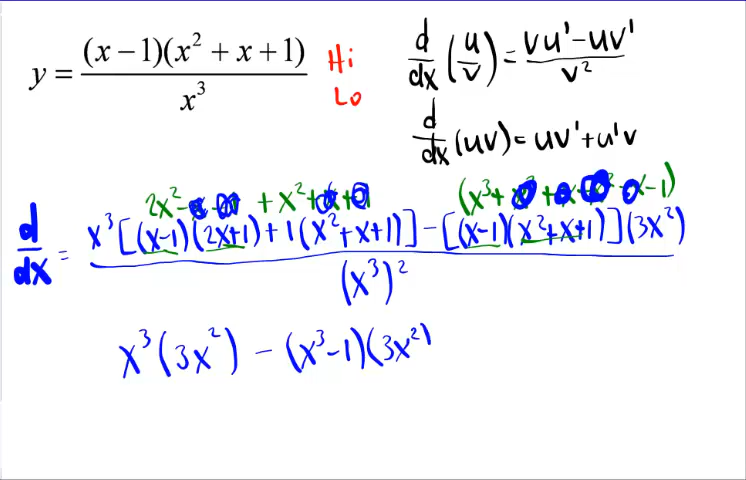 y = (x − 1)(x² + x + 1) / x³
Hi
Lo
d/dx (u/v) = vu' − uv' / v²
d/dx (uv) = uv' + u'v
2x² − + x² + +
(x³ + + + − x − 1)
d/dx = x³[(x−1)(2x+1) + 1(x²+x+1)] − [(x−1)(x²+x+1)](3x²) / (x³)²
x³(3x²) − (x³−1)(3x²)